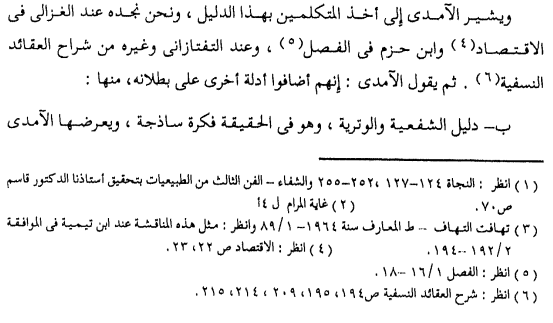 ويشير الآمدى إلى أخذ المتكلمين بهذا الدليل ، ونحن نجده عند الغزالى فى
الاقتصاد(٤) وابن حزم فى الفصل(٥) ، وعند التفتازانى وغيره من شراح العقائد
النسفية(٦) . ثم يقول الآمدى : إنهم أضافوا أدلة أخرى على بطلانه ، منها :
ب– دليل الشفعية والوترية ، وهو فى الحقيقة فكرة ساذجة ، ويعرضها الآمدى
(١) انظر : النجاة ١٢٤–١٢٧ ،٢٥٢–٢٥٥ والشفاء – الفن الثالث من الطبيعيات بتحقيق أستاذنا الدكتور قاسم
ص٧٠. (٢) غاية المرام ل ٤أ
(٣) تهافت التهاف – ط المعارف سنة ١٩٦٤– ٨٩/١ وانظر : مثل هذه المناقشة عند ابن تيمية فى الموافقة
١٩٢/٢ –١٩٤. (٤) انظر : الاقتصاد ص ٢٢، ٢٣.
(٥) انظر : الفصل ١٦/١ –١٨.
(٦) انظر : شرح العقائد النسفية ص١٩٤، ١٩٥، ٢٠٩ ، ٢١٤، ٢١٥.